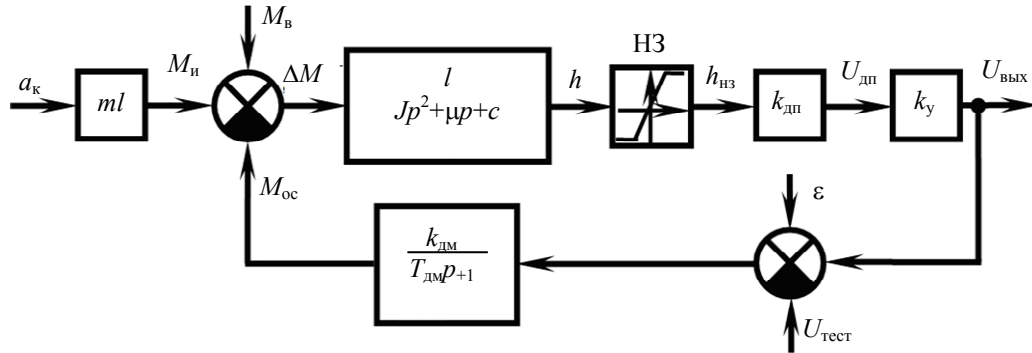 Mв
НЗ
aк
Mи
ΔM
ml
l
Jp²+μp+c
h
hнз
kдп
Uдп
kу
Uвых
Mос
kдм
Tдмp+1
ε
Uтест